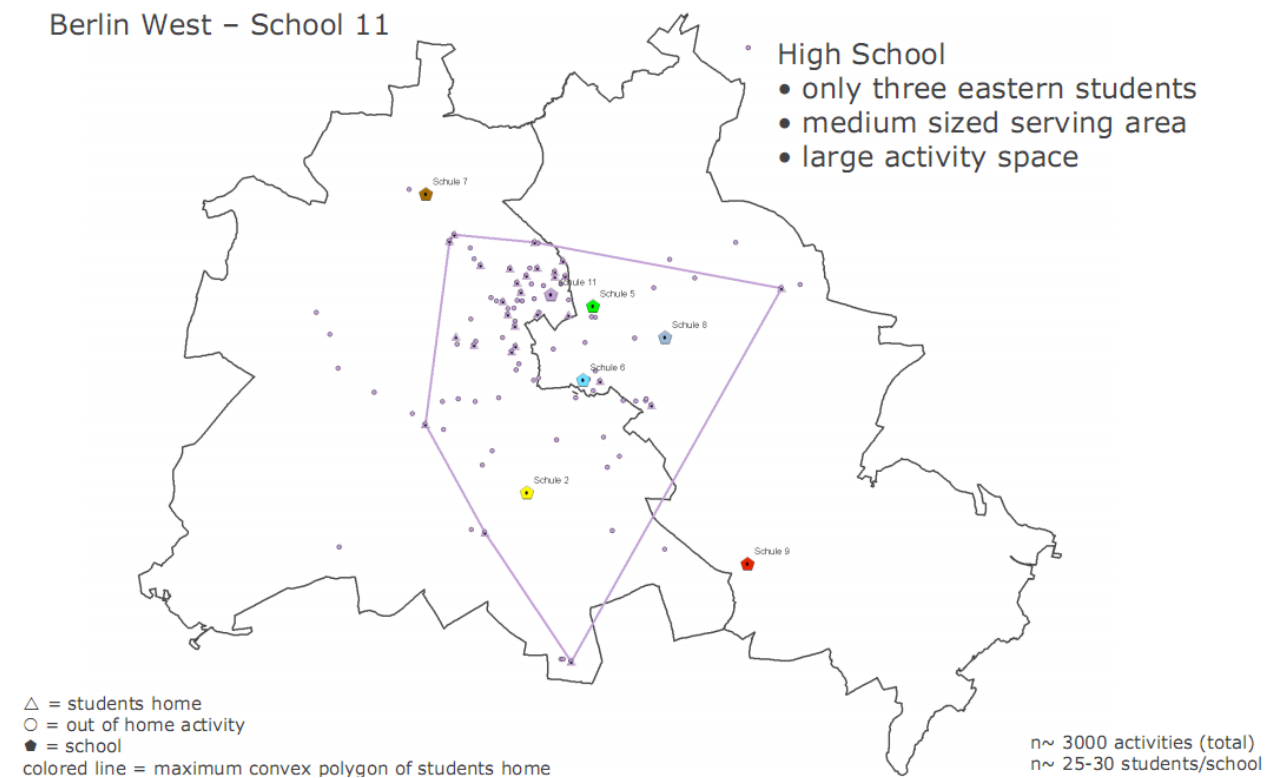 Berlin West – School 11
High School
• only three eastern students
• medium sized serving area
• large activity space
Schule 7
Schule 11
Schule 5
Schule 8
Schule 6
Schule 2
Schule 9
△ = students home
○ = out of home activity
⬟ = school
colored line = maximum convex polygon of students home
n~ 3000 activities (total)
n~ 25-30 students/school